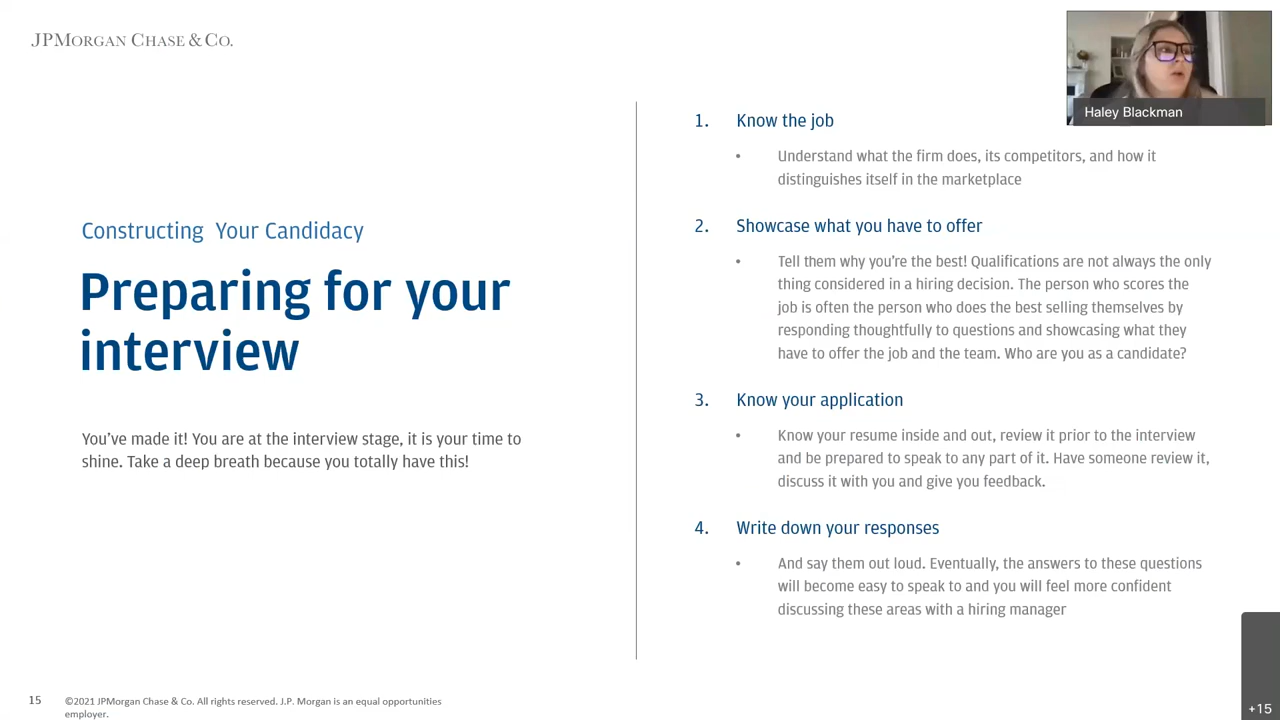 JPMORGAN CHASE & CO.
Haley Blackman
Constructing Your Candidacy
Preparing for your
interview
You've made it! You are at the interview stage, it is your time to
shine. Take a deep breath because you totally have this!
1. Know the job
• Understand what the firm does, its competitors, and how it
distinguishes itself in the marketplace
2. Showcase what you have to offer
• Tell them why you're the best! Qualifications are not always the only
thing considered in a hiring decision. The person who scores the
job is often the person who does the best selling themselves by
responding thoughtfully to questions and showcasing what they
have to offer the job and the team. Who are you as a candidate?
3. Know your application
• Know your resume inside and out, review it prior to the interview
and be prepared to speak to any part of it. Have someone review it,
discuss it with you and give you feedback.
4. Write down your responses
• And say them out loud. Eventually, the answers to these questions
will become easy to speak to and you will feel more confident
discussing these areas with a hiring manager
15 ©2021 JPMorgan Chase & Co. All rights reserved. J.P. Morgan is an equal opportunities
employer.
+15